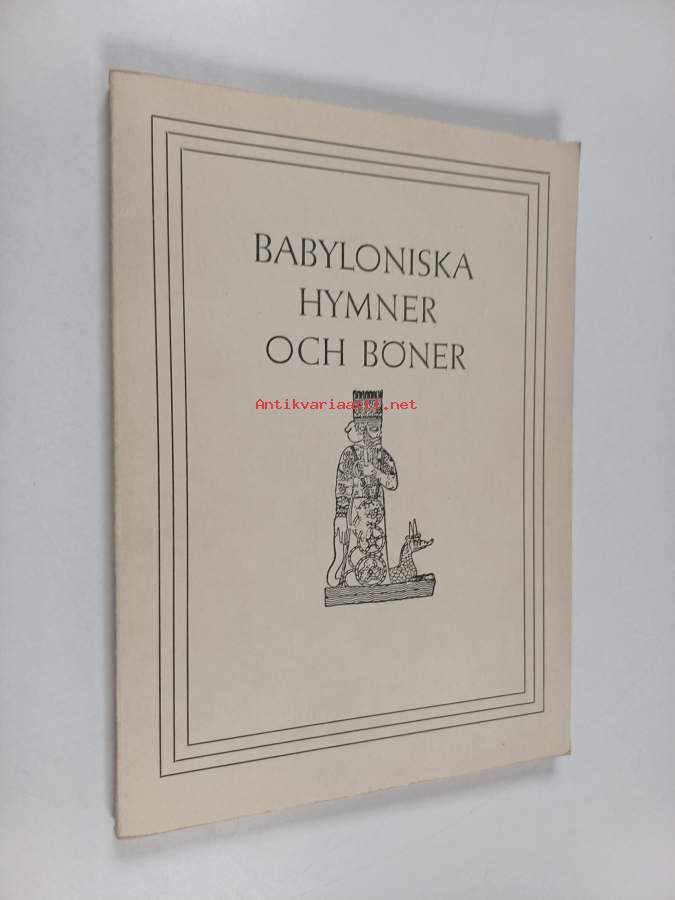 BABYLONISKA
HYMNER
OCH BÖNER
Antikvariaatti.net